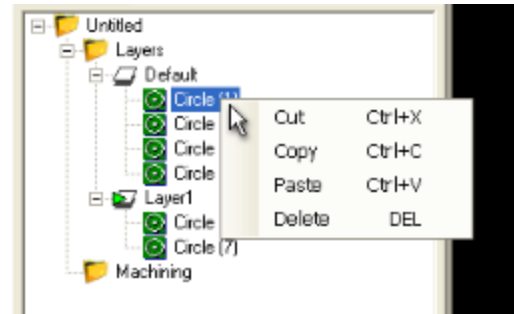 Untitled
Layers
Default
Circle (1)
Circle
Circle
Circle
Layer1
Circle
Circle (7)
Machining
Cut Ctrl+X
Copy Ctrl+C
Paste Ctrl+V
Delete DEL